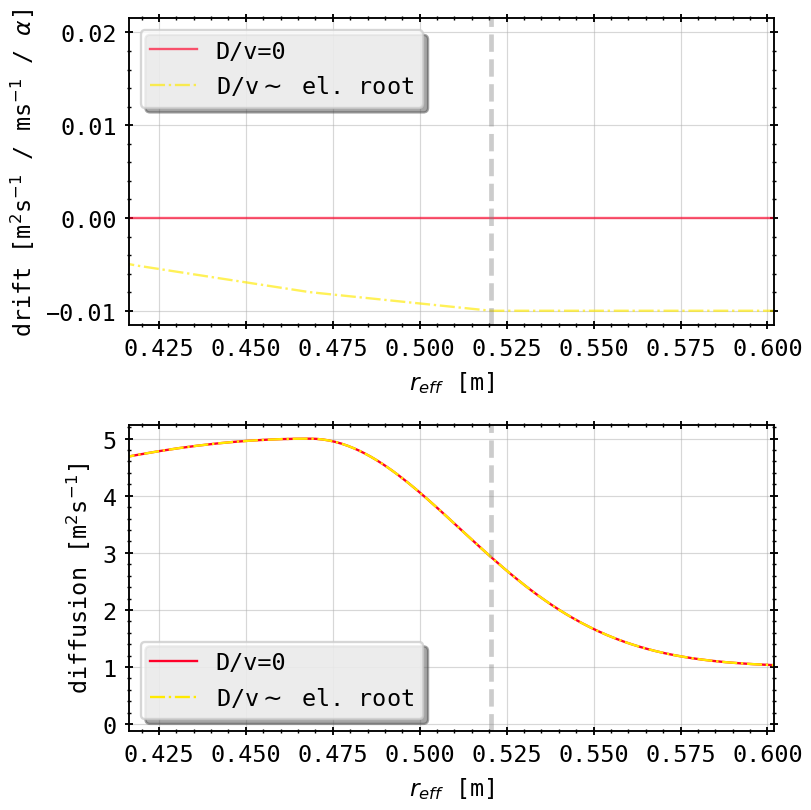 drift [m²s⁻¹ / ms⁻¹ / α]
0.02
0.01
0.00
−0.01
D/v=0
D/v∼ el. root
0.425 0.450 0.475 0.500 0.525 0.550 0.575 0.600
r_eff [m]
diffusion [m²s⁻¹]
5
4
3
2
1
0
D/v=0
D/v∼ el. root
0.425 0.450 0.475 0.500 0.525 0.550 0.575 0.600
r_eff [m]